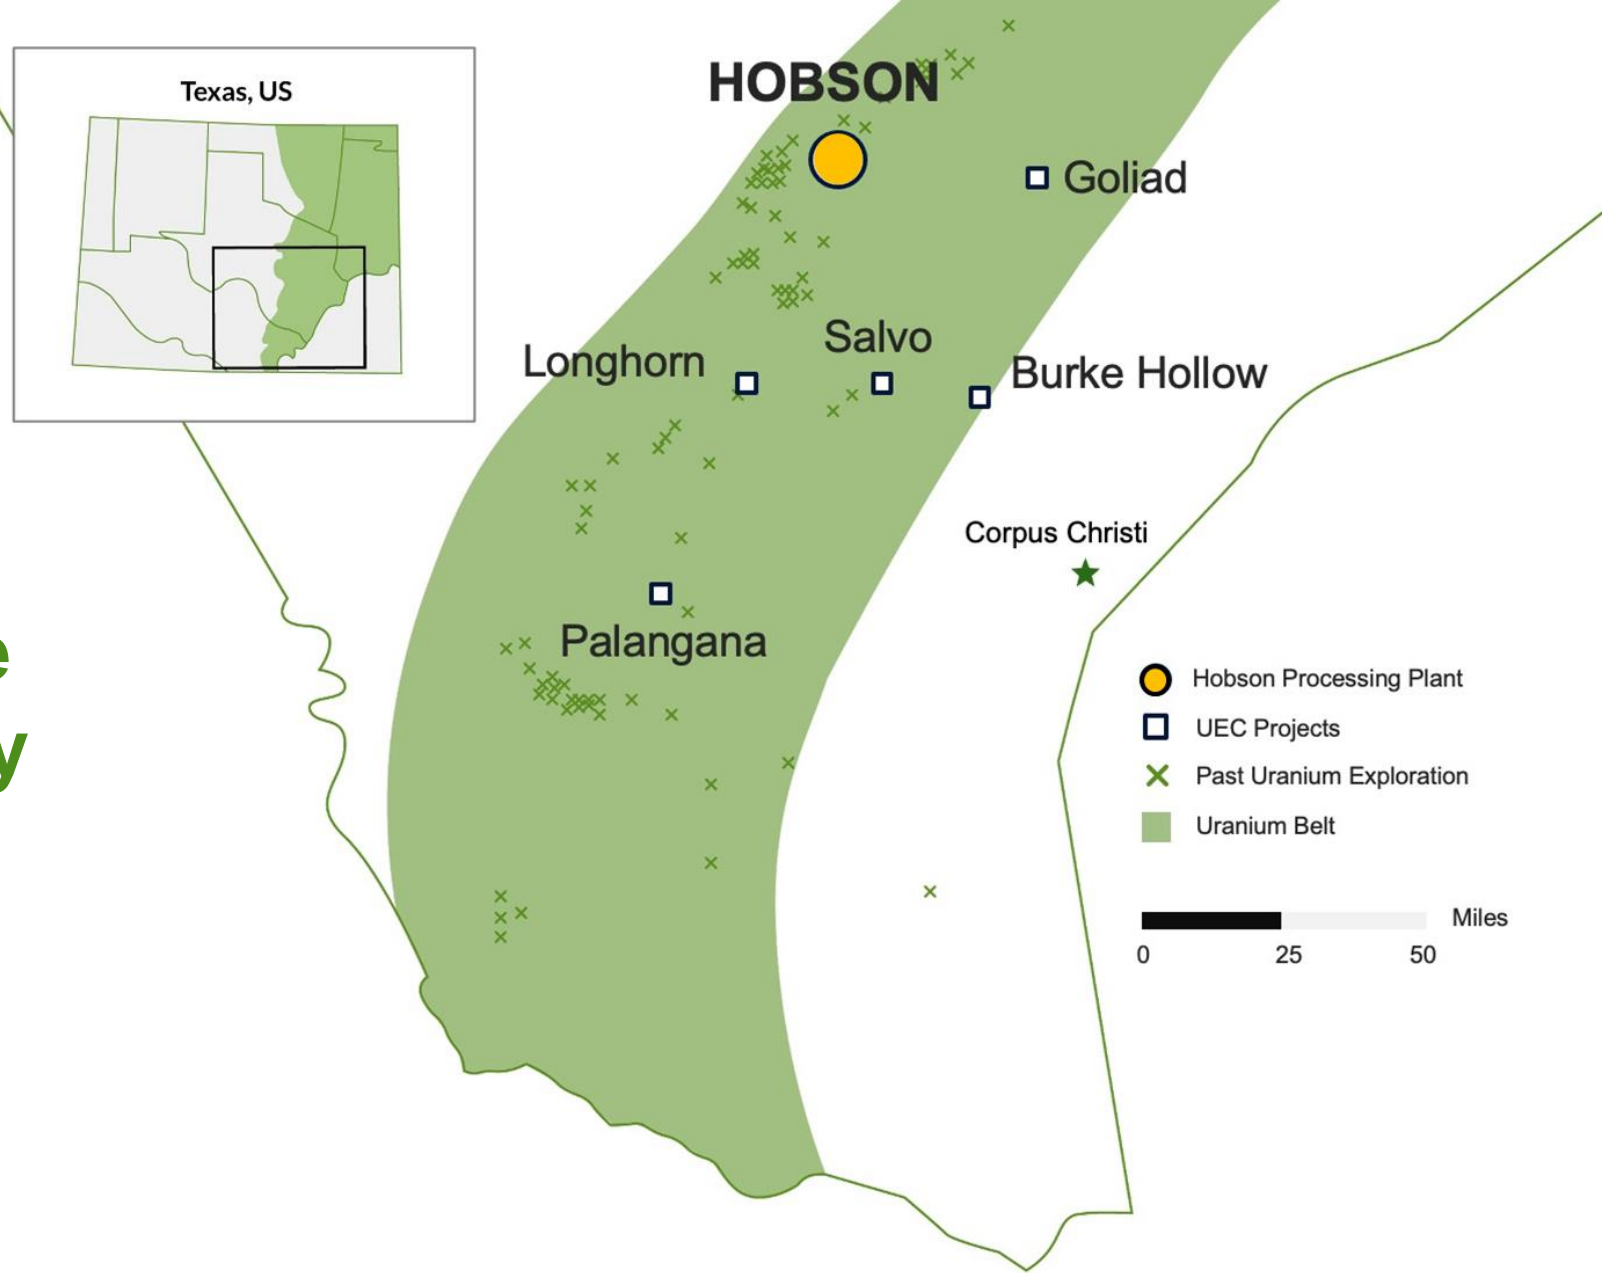 Texas, US
HOBSON
Goliad
Salvo
Longhorn
Burke Hollow
Corpus Christi
Palangana
e
y
Hobson Processing Plant
UEC Projects
Past Uranium Exploration
Uranium Belt
Miles
0 25 50